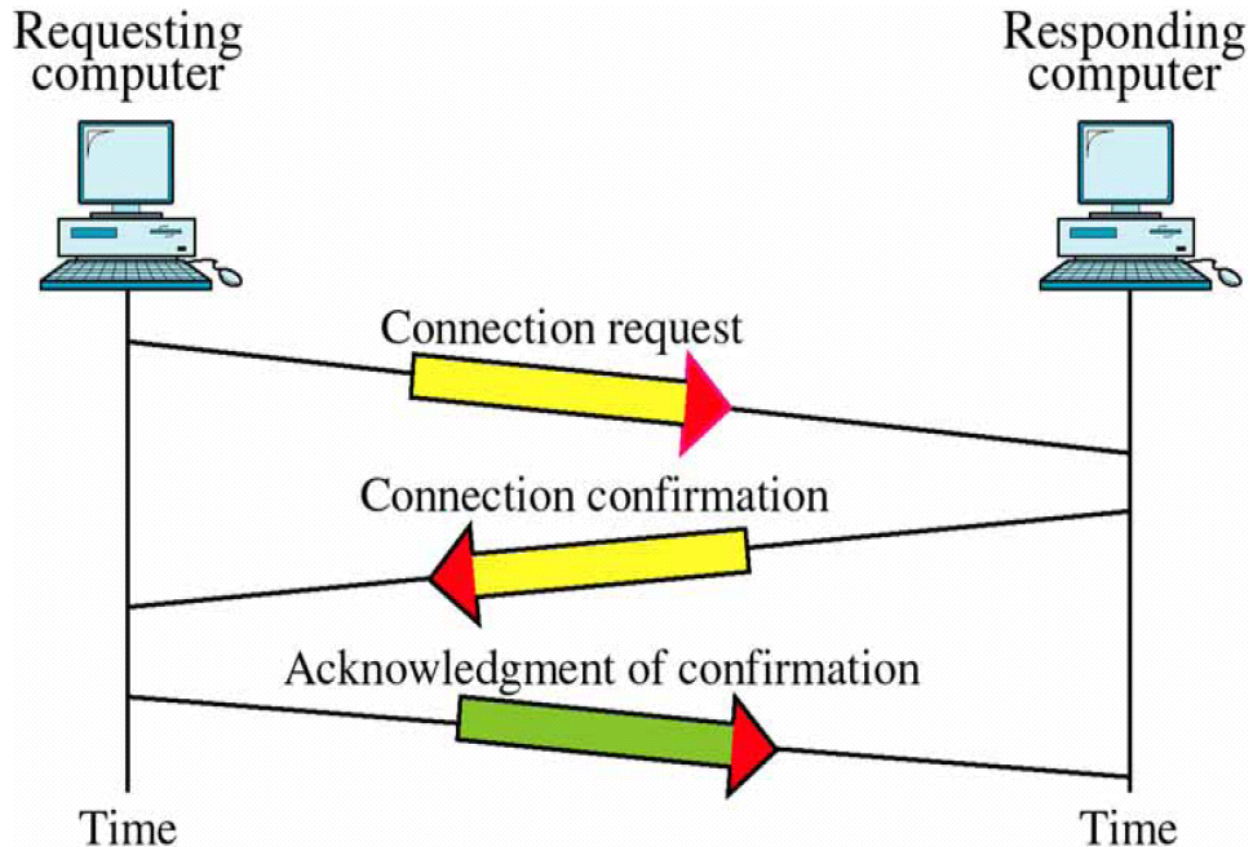 Requesting
computer
Responding
computer
Connection request
Connection confirmation
Acknowledgment of confirmation
Time
Time